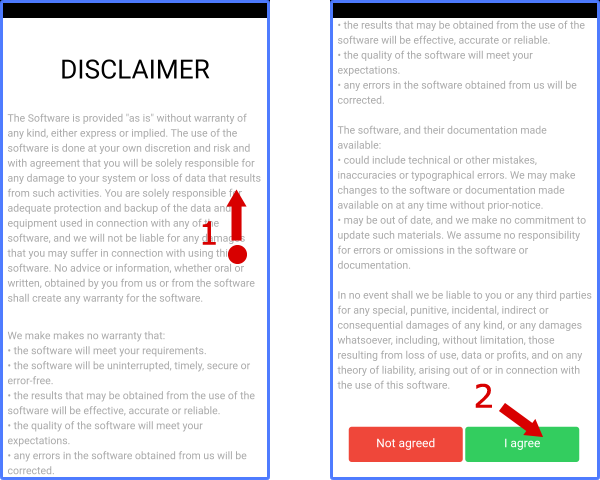 DISCLAIMER
The Software is provided "as is" without warranty of
any kind, either express or implied. The use of the
software is done at your own discretion and risk and
with agreement that you will be solely responsible for
any damage to your system or loss of data that results
from such activities. You are solely responsible for
adequate protection and backup of the data and
equipment used in connection with any of the
software, and we will not be liable for any damages
that you may suffer in connection with using this
software. No advice or information, whether oral or
written, obtained by you from us or from the software
shall create any warranty for the software.
1
We make makes no warranty that:
• the software will meet your requirements.
• the software will be uninterrupted, timely, secure or
error-free.
• the results that may be obtained from the use of the
software will be effective, accurate or reliable.
• the quality of the software will meet your
expectations.
• any errors in the software obtained from us will be
corrected.
• the results that may be obtained from the use of the
software will be effective, accurate or reliable.
• the quality of the software will meet your
expectations.
• any errors in the software obtained from us will be
corrected.
The software, and their documentation made
available:
• could include technical or other mistakes,
inaccuracies or typographical errors. We may make
changes to the software or documentation made
available on at any time without prior-notice.
• may be out of date, and we make no commitment to
update such materials. We assume no responsibility
for errors or omissions in the software or
documentation.
In no event shall we be liable to you or any third parties
for any special, punitive, incidental, indirect or
consequential damages of any kind, or any damages
whatsoever, including, without limitation, those
resulting from loss of use, data or profits, and on any
theory of liability, arising out of or in connection with
the use of this software.
2
Not agreed
I agree